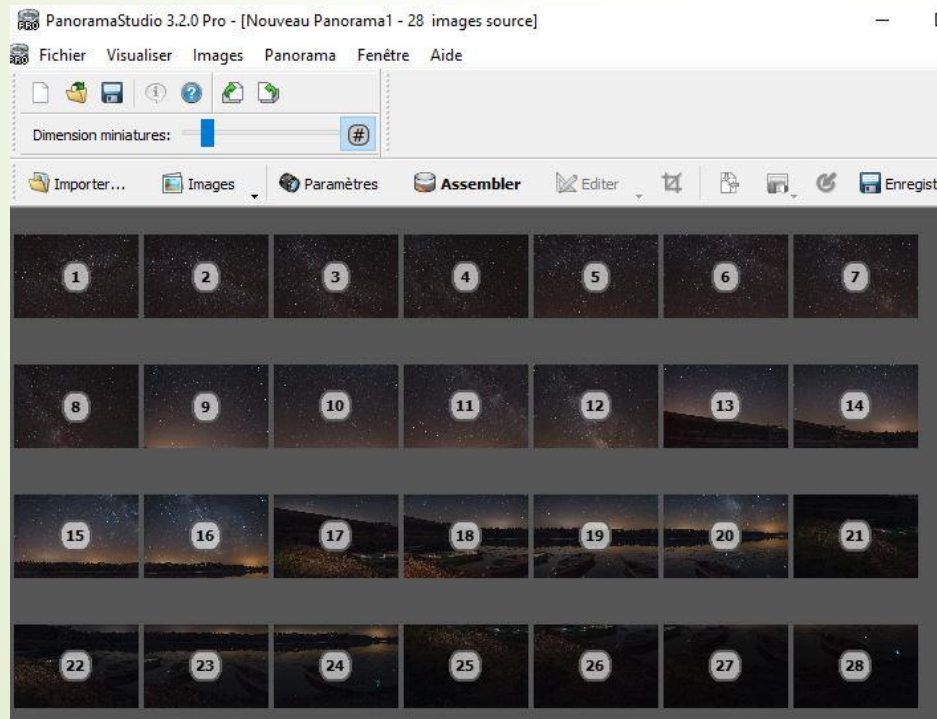 PanoramaStudio 3.2.0 Pro - [Nouveau Panorama1 - 28 images source]
Fichier Visualiser Images Panorama Fenêtre Aide
Dimension miniatures: #
Importer... Images Paramètres Assembler Editer Enregist
1 2 3 4 5 6 7
8 9 10 11 12 13 14
15 16 17 18 19 20 21
22 23 24 25 26 27 28